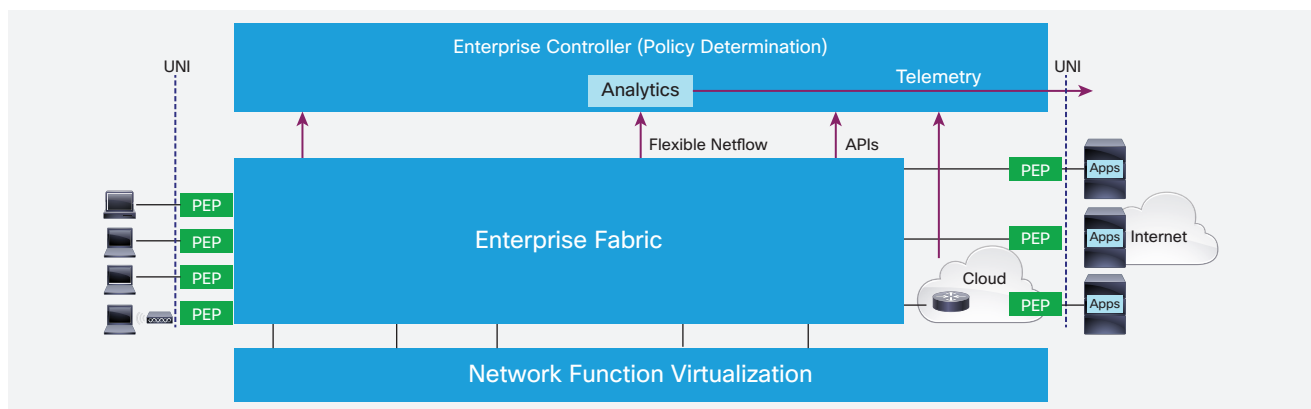 Enterprise Controller (Policy Determination)
UNI
UNI
Telemetry
Analytics
Flexible Netflow
APIs
PEP
Apps
PEP
PEP
Enterprise Fabric
PEP
Apps
Internet
PEP
Cloud
PEP
PEP
Apps
Network Function Virtualization